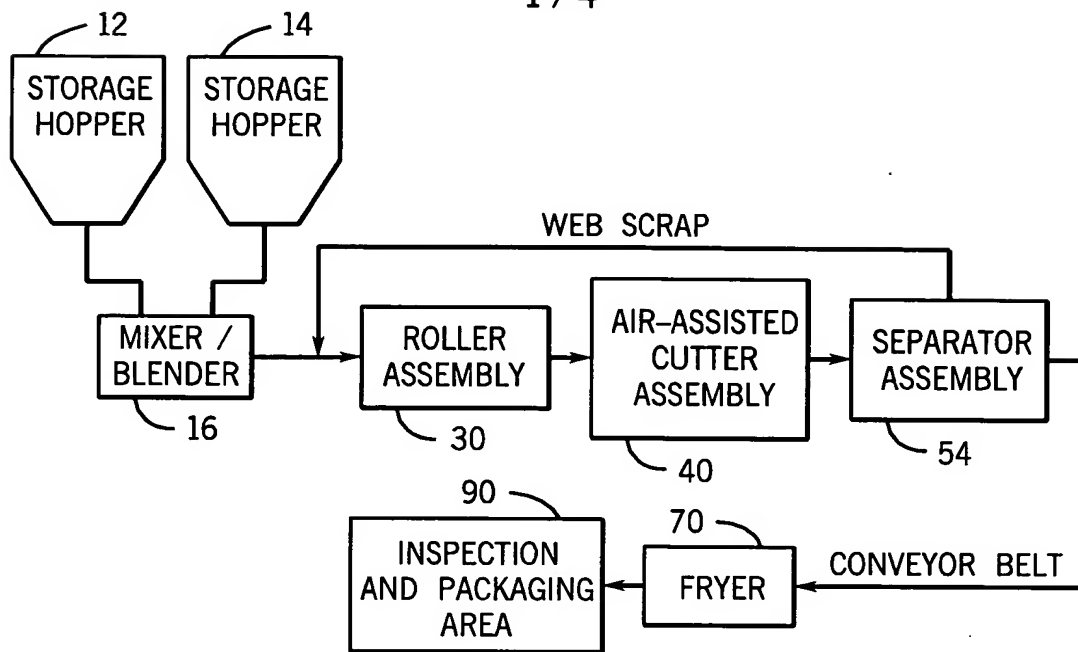 1/4
12
14
STORAGE
HOPPER
STORAGE
HOPPER
WEB SCRAP
MIXER /
BLENDER
ROLLER
ASSEMBLY
AIR–ASSISTED
CUTTER
ASSEMBLY
SEPARATOR
ASSEMBLY
16
30
40
54
90
70
INSPECTION
AND PACKAGING
AREA
FRYER
CONVEYOR BELT